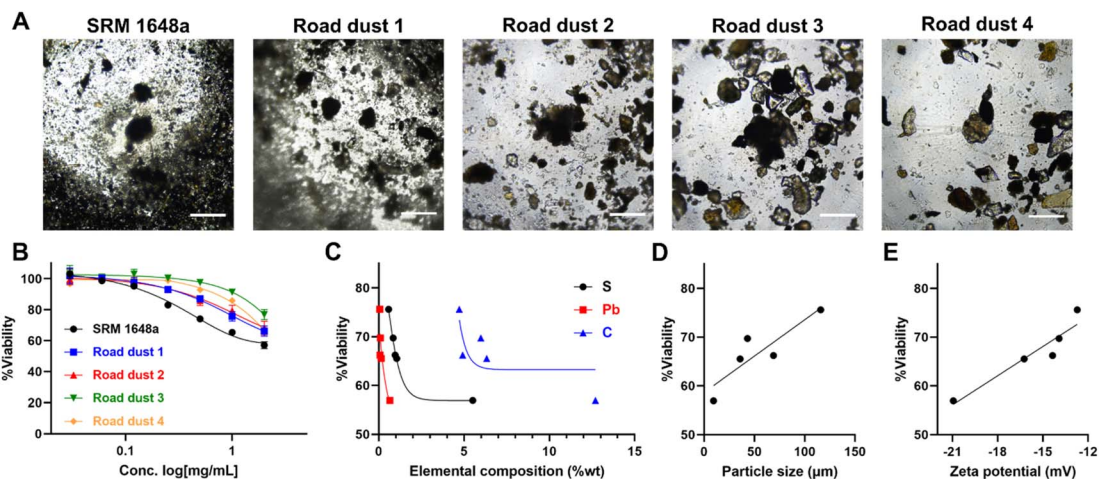 A
SRM 1648a
Road dust 1
Road dust 2
Road dust 3
Road dust 4
B
%Viability
100
80
60
40
20
0
SRM 1648a
Road dust 1
Road dust 2
Road dust 3
Road dust 4
0.1
1
Conc. log[mg/mL]
C
%Viability
80
70
60
50
S
Pb
C
0
5
10
15
Elemental composition (%wt)
D
%Viability
80
70
60
50
0
50
100
150
Particle size (µm)
E
%Viability
80
70
60
50
-21
-18
-15
-12
Zeta potential (mV)